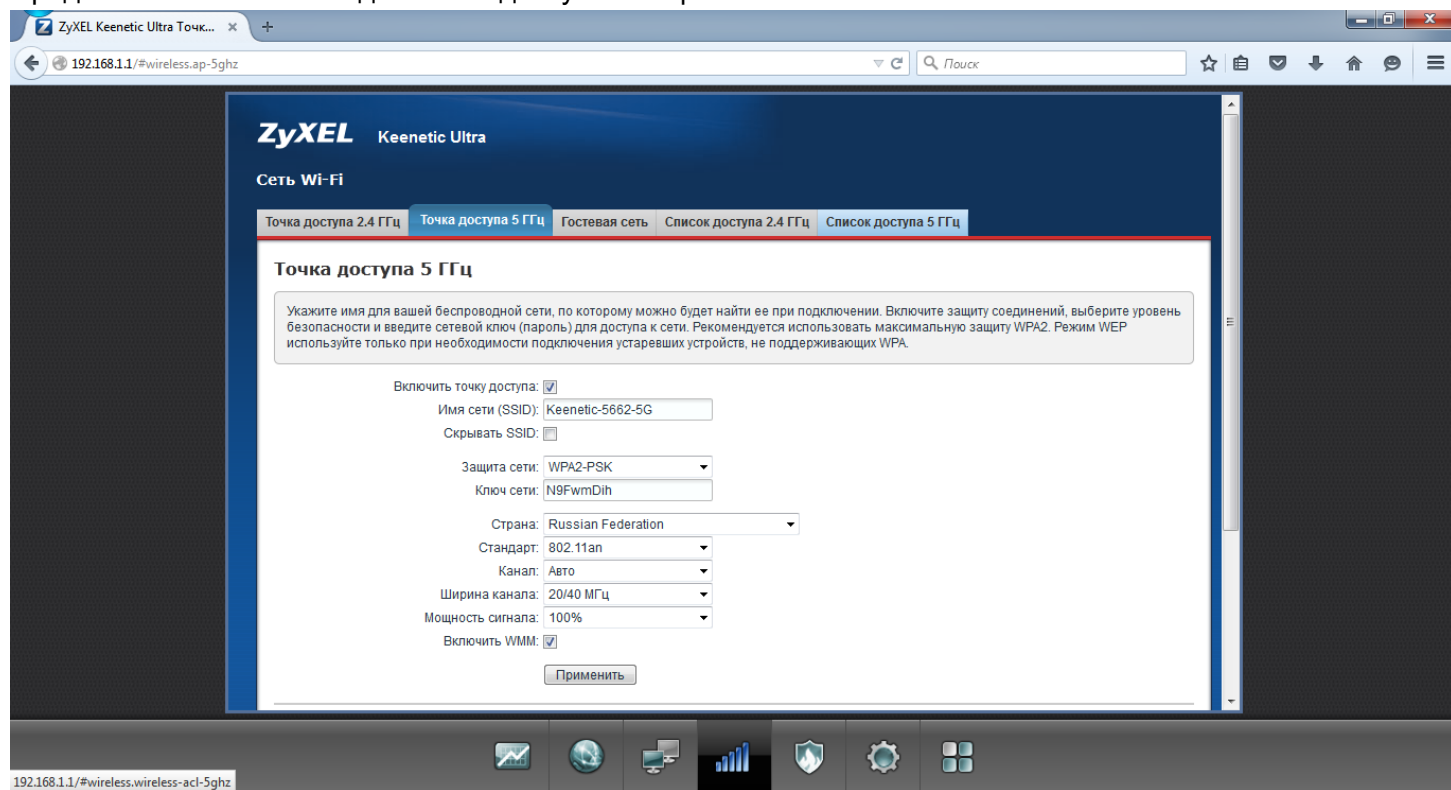 ZyXEL Keenetic Ultra Точк...
192.168.1.1/#wireless.ap-5ghz
Поиск
ZyXEL Keenetic Ultra
Сеть Wi-Fi
Точка доступа 2.4 ГГц Точка доступа 5 ГГц Гостевая сеть Список доступа 2.4 ГГц Список доступа 5 ГГц
Точка доступа 5 ГГц
Укажите имя для вашей беспроводной сети, по которому можно будет найти ее при подключении. Включите защиту соединений, выберите уровень
безопасности и введите сетевой ключ (пароль) для доступа к сети. Рекомендуется использовать максимальную защиту WPA2. Режим WEP
используйте только при необходимости подключения устаревших устройств, не поддерживающих WPA.
Включить точку доступа:
Имя сети (SSID): Keenetic-5662-5G
Скрывать SSID:
Защита сети: WPA2-PSK
Ключ сети: N9FwmDih
Страна: Russian Federation
Стандарт: 802.11an
Канал: Авто
Ширина канала: 20/40 МГц
Мощность сигнала: 100%
Включить WMM:
Применить
192.168.1.1/#wireless.wireless-acl-5ghz